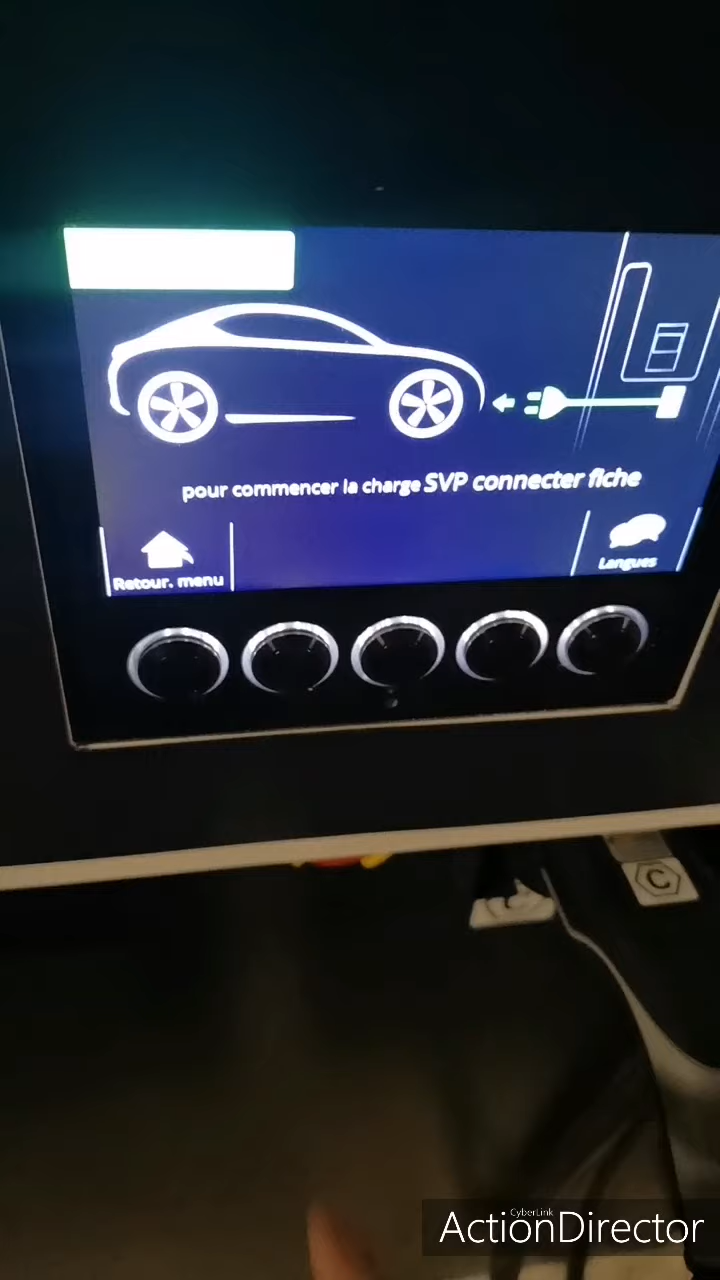 pour commencer la charge SVP connecter fiche
Retour. menu
Langues
C
CyberLink
ActionDirector